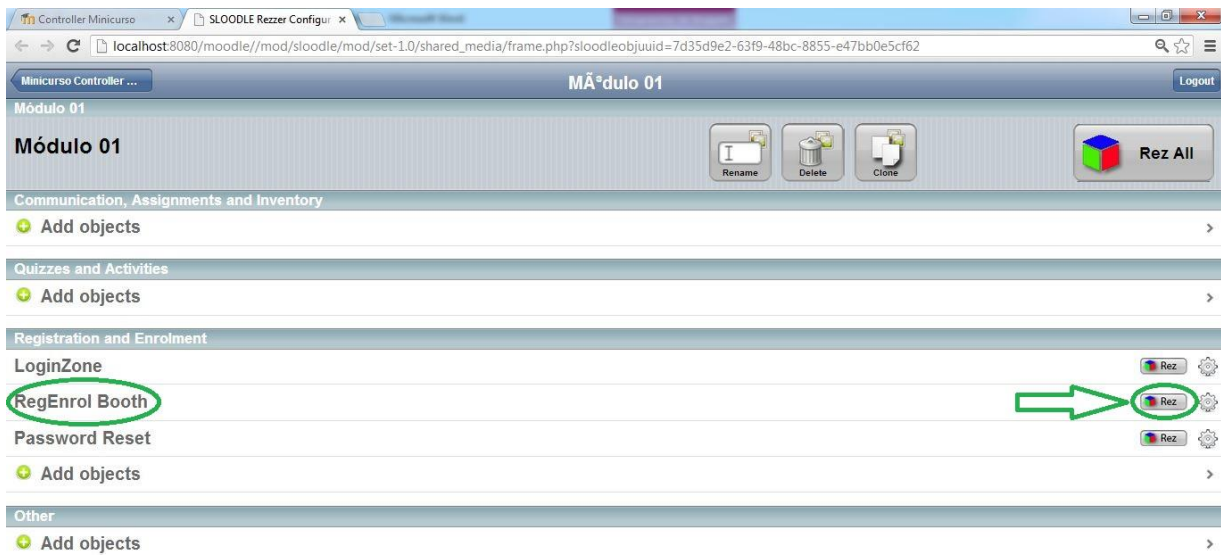 Controller Minicurso
SLOODLE Rezzer Configur
localhost:8080/moodle//mod/sloodle/mod/set-1.0/shared_media/frame.php?sloodleobjuuid=7d35d9e2-63f9-48bc-8855-e47bb0e5cf62
Minicurso Controller ...
MÃªdulo 01
Logout
Módulo 01
Módulo 01
Rename
Delete
Clone
Rez All
Communication, Assignments and Inventory
Add objects
Quizzes and Activities
Add objects
Registration and Enrolment
LoginZone
Rez
RegEnrol Booth
Rez
Password Reset
Rez
Add objects
Other
Add objects